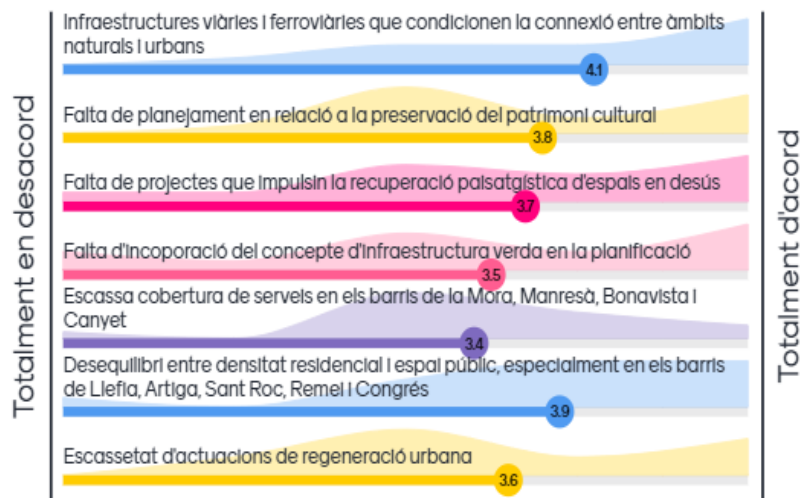 Totalment en desacord
Infraestructures viàries i ferroviàries que condicionen la connexió entre àmbits
naturals i urbans
4.1
Falta de planejament en relació a la preservació del patrimoni cultural
3.8
Falta de projectes que impulsin la recuperació paisatgística d'espais en desús
3.7
Falta d'incoporació del concepte d'infraestructura verda en la planificació
3.5
Escassa cobertura de serveis en els barris de la Mora, Manresà, Bonavista i
Canyet
3.4
Desequilibri entre densitat residencial i espai públic, especialment en els barris
de Llefia, Artiga, Sant Roc, Remei i Congrés
3.9
Escassetat d'actuacions de regeneració urbana
3.6
Totalment d'acord